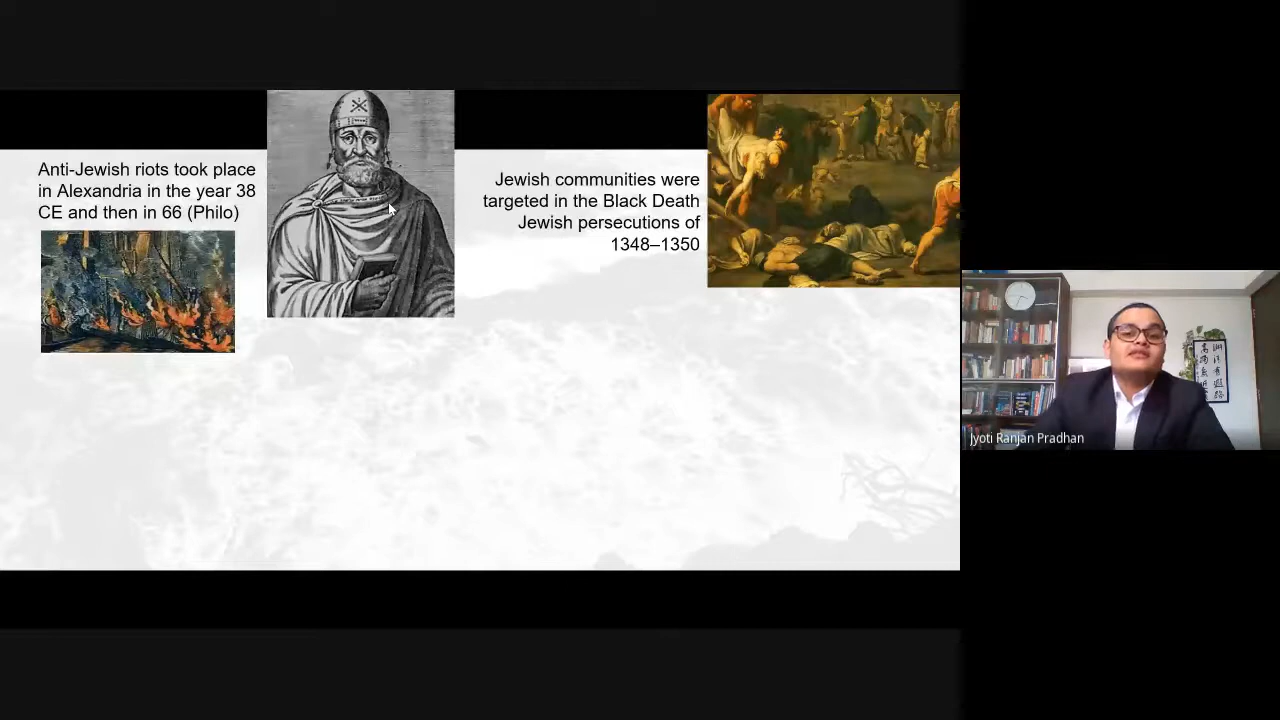 Anti-Jewish riots took place
in Alexandria in the year 38
CE and then in 66 (Philo)
Jewish communities were
targeted in the Black Death
Jewish persecutions of
1348–1350
Jyoti Ranjan Pradhan